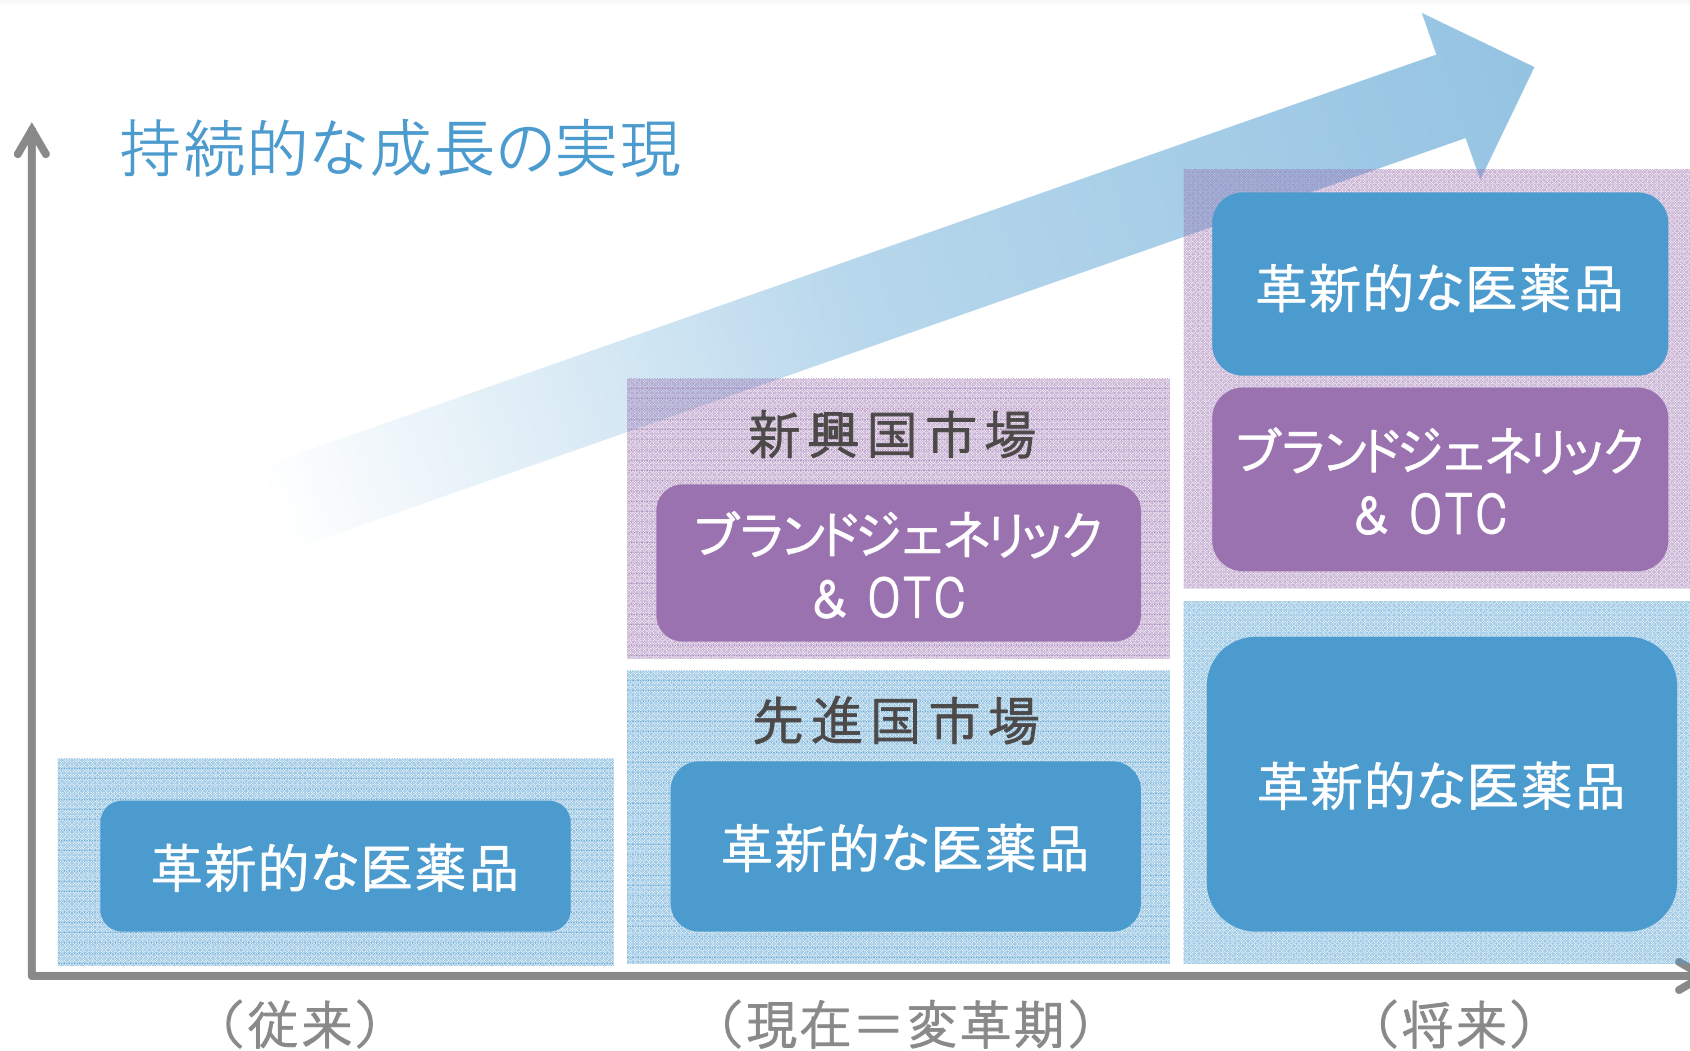 持続的な成長の実現
革新的な医薬品
(従来)
新興国市場
ブランドジェネリック
& OTC
先進国市場
革新的な医薬品
(現在＝変革期)
革新的な医薬品
ブランドジェネリック
& OTC
革新的な医薬品
(将来)